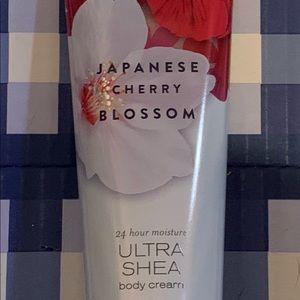 JAPANESE
CHERRY
BLOSSOM
24 hour moisture
ULTRA
SHEA
body cream